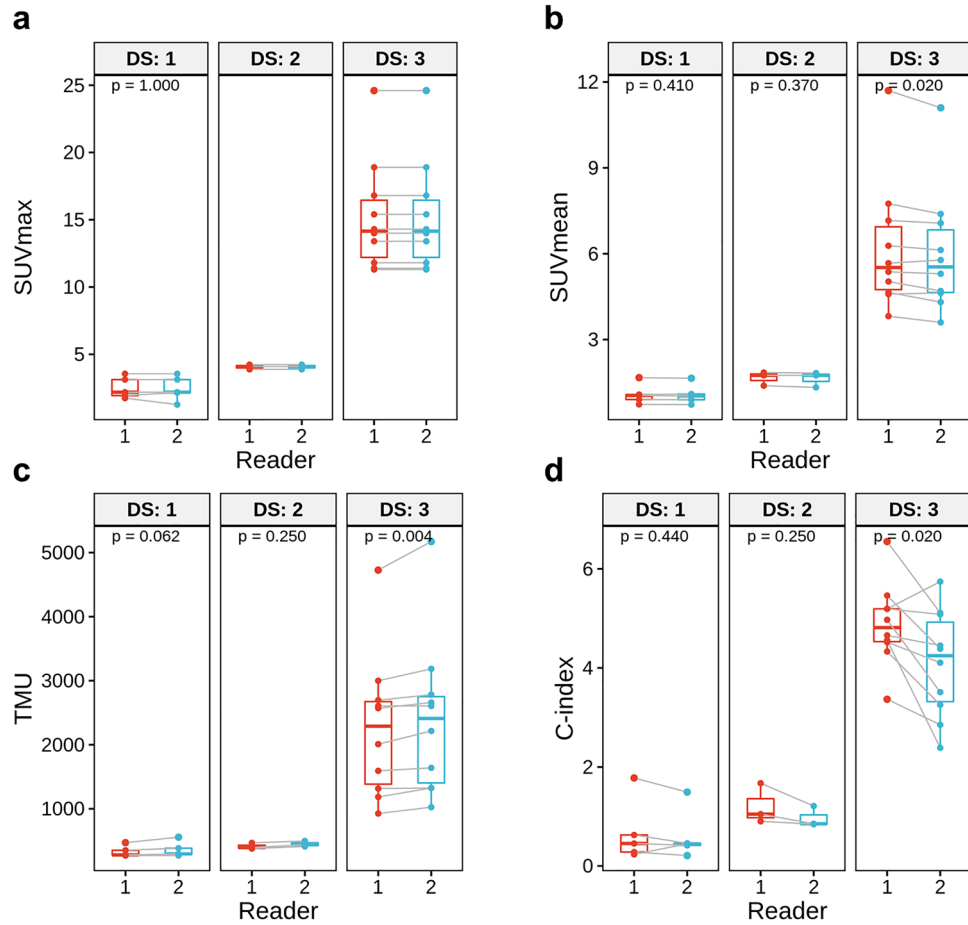 a
DS: 1 DS: 2 DS: 3
p = 1.000
SUVmax
25
20
15
10
5
1 2 1 2 1 2
Reader
b
DS: 1 DS: 2 DS: 3
p = 0.410 p = 0.370 p = 0.020
SUVmean
12
9
6
3
1 2 1 2 1 2
Reader
c
DS: 1 DS: 2 DS: 3
p = 0.062 p = 0.250 p = 0.004
TMU
5000
4000
3000
2000
1000
1 2 1 2 1 2
Reader
d
DS: 1 DS: 2 DS: 3
p = 0.440 p = 0.250 p = 0.020
C-index
6
4
2
0
1 2 1 2 1 2
Reader